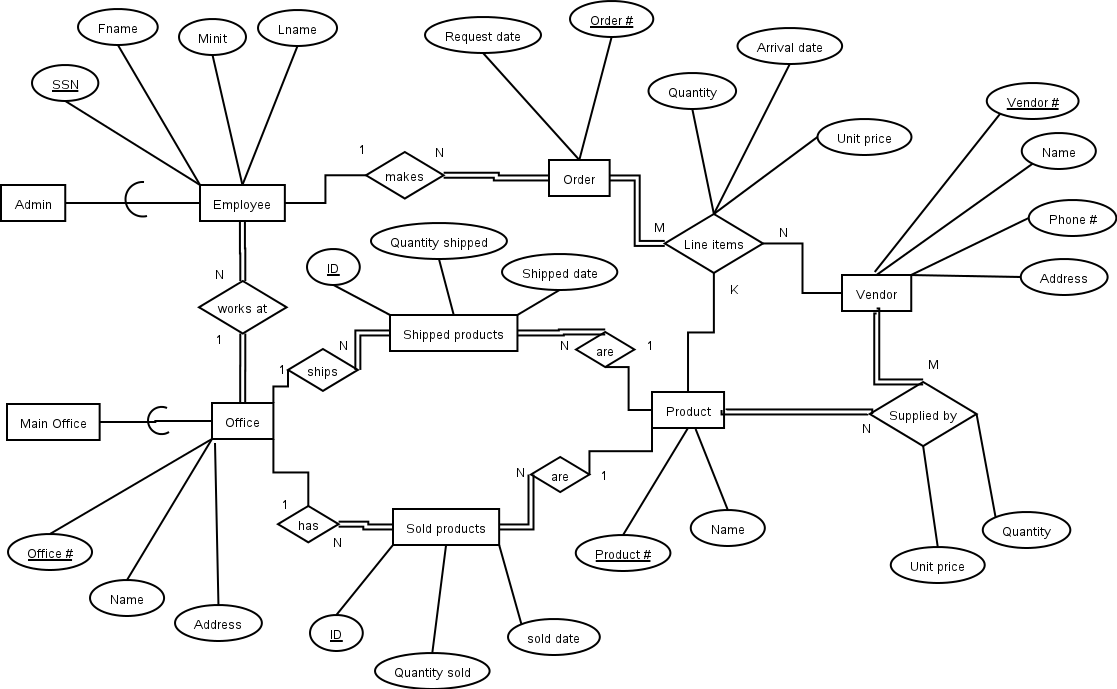 Fname
Minit
Lname
SSN
Request date
Order #
Arrival date
Quantity
Unit price
Vendor #
Name
Phone #
Address
Admin
Employee
1
makes
N
Order
M
Line items
N
K
Vendor
N
works at
1
ID
Quantity shipped
Shipped date
Shipped products
1
ships
N
N
are
1
Main Office
Office
Product
M
Supplied by
N
1
has
N
Sold products
N
are
1
Office #
Name
Address
ID
Quantity sold
sold date
Product #
Name
Unit price
Quantity